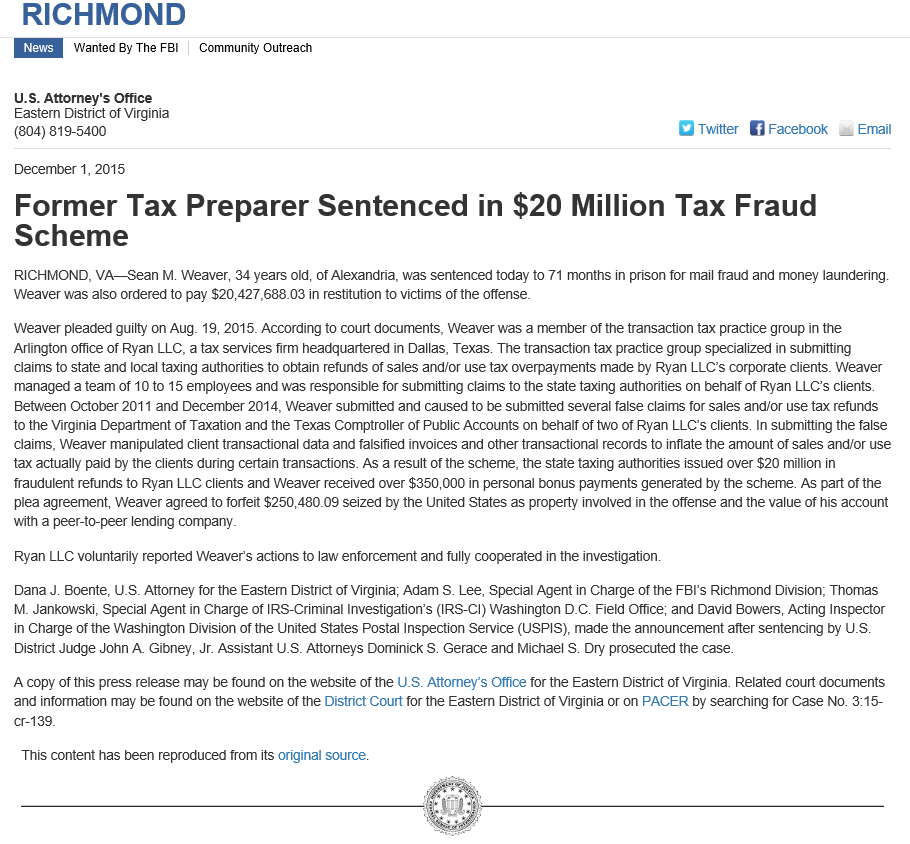 RICHMOND
News
Wanted By The FBI
Community Outreach
U.S. Attorney's Office
Eastern District of Virginia
(804) 819-5400
Twitter
Facebook
Email
December 1, 2015
Former Tax Preparer Sentenced in $20 Million Tax Fraud
Scheme
RICHMOND, VA—Sean M. Weaver, 34 years old, of Alexandria, was sentenced today to 71 months in prison for mail fraud and money laundering.
Weaver was also ordered to pay $20,427,688.03 in restitution to victims of the offense.
Weaver pleaded guilty on Aug. 19, 2015. According to court documents, Weaver was a member of the transaction tax practice group in the
Arlington office of Ryan LLC, a tax services firm headquartered in Dallas, Texas. The transaction tax practice group specialized in submitting
claims to state and local taxing authorities to obtain refunds of sales and/or use tax overpayments made by Ryan LLC’s corporate clients. Weaver
managed a team of 10 to 15 employees and was responsible for submitting claims to the state taxing authorities on behalf of Ryan LLC’s clients.
Between October 2011 and December 2014, Weaver submitted and caused to be submitted several false claims for sales and/or use tax refunds
to the Virginia Department of Taxation and the Texas Comptroller of Public Accounts on behalf of two of Ryan LLC’s clients. In submitting the false
claims, Weaver manipulated client transactional data and falsified invoices and other transactional records to inflate the amount of sales and/or use
tax actually paid by the clients during certain transactions. As a result of the scheme, the state taxing authorities issued over $20 million in
fraudulent refunds to Ryan LLC clients and Weaver received over $350,000 in personal bonus payments generated by the scheme. As part of the
plea agreement, Weaver agreed to forfeit $250,480.09 seized by the United States as property involved in the offense and the value of his account
with a peer-to-peer lending company.
Ryan LLC voluntarily reported Weaver’s actions to law enforcement and fully cooperated in the investigation.
Dana J. Boente, U.S. Attorney for the Eastern District of Virginia; Adam S. Lee, Special Agent in Charge of the FBI’s Richmond Division; Thomas
M. Jankowski, Special Agent in Charge of IRS-Criminal Investigation’s (IRS-CI) Washington D.C. Field Office; and David Bowers, Acting Inspector
in Charge of the Washington Division of the United States Postal Inspection Service (USPIS), made the announcement after sentencing by U.S.
District Judge John A. Gibney, Jr. Assistant U.S. Attorneys Dominick S. Gerace and Michael S. Dry prosecuted the case.
A copy of this press release may be found on the website of the U.S. Attorney’s Office for the Eastern District of Virginia. Related court documents
and information may be found on the website of the District Court for the Eastern District of Virginia or on PACER by searching for Case No. 3:15-
cr-139.
This content has been reproduced from its original source.